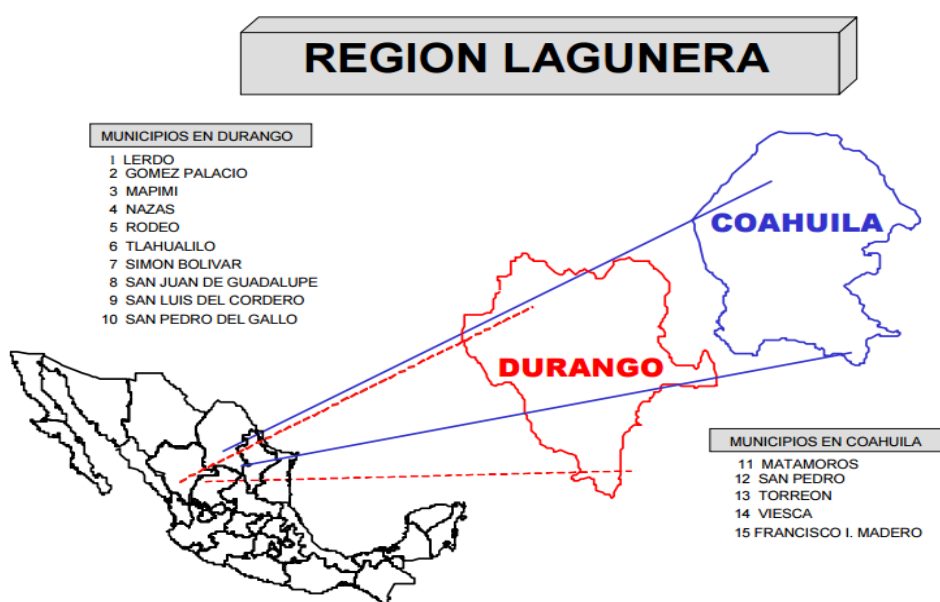 REGION LAGUNERA
MUNICIPIOS EN DURANGO
1 LERDO
2 GOMEZ PALACIO
3 MAPIMI
4 NAZAS
5 RODEO
6 TLAHUALILO
7 SIMON BOLIVAR
8 SAN JUAN DE GUADALUPE
9 SAN LUIS DEL CORDERO
10 SAN PEDRO DEL GALLO
COAHUILA
DURANGO
MUNICIPIOS EN COAHUILA
11 MATAMOROS
12 SAN PEDRO
13 TORREON
14 VIESCA
15 FRANCISCO I. MADERO